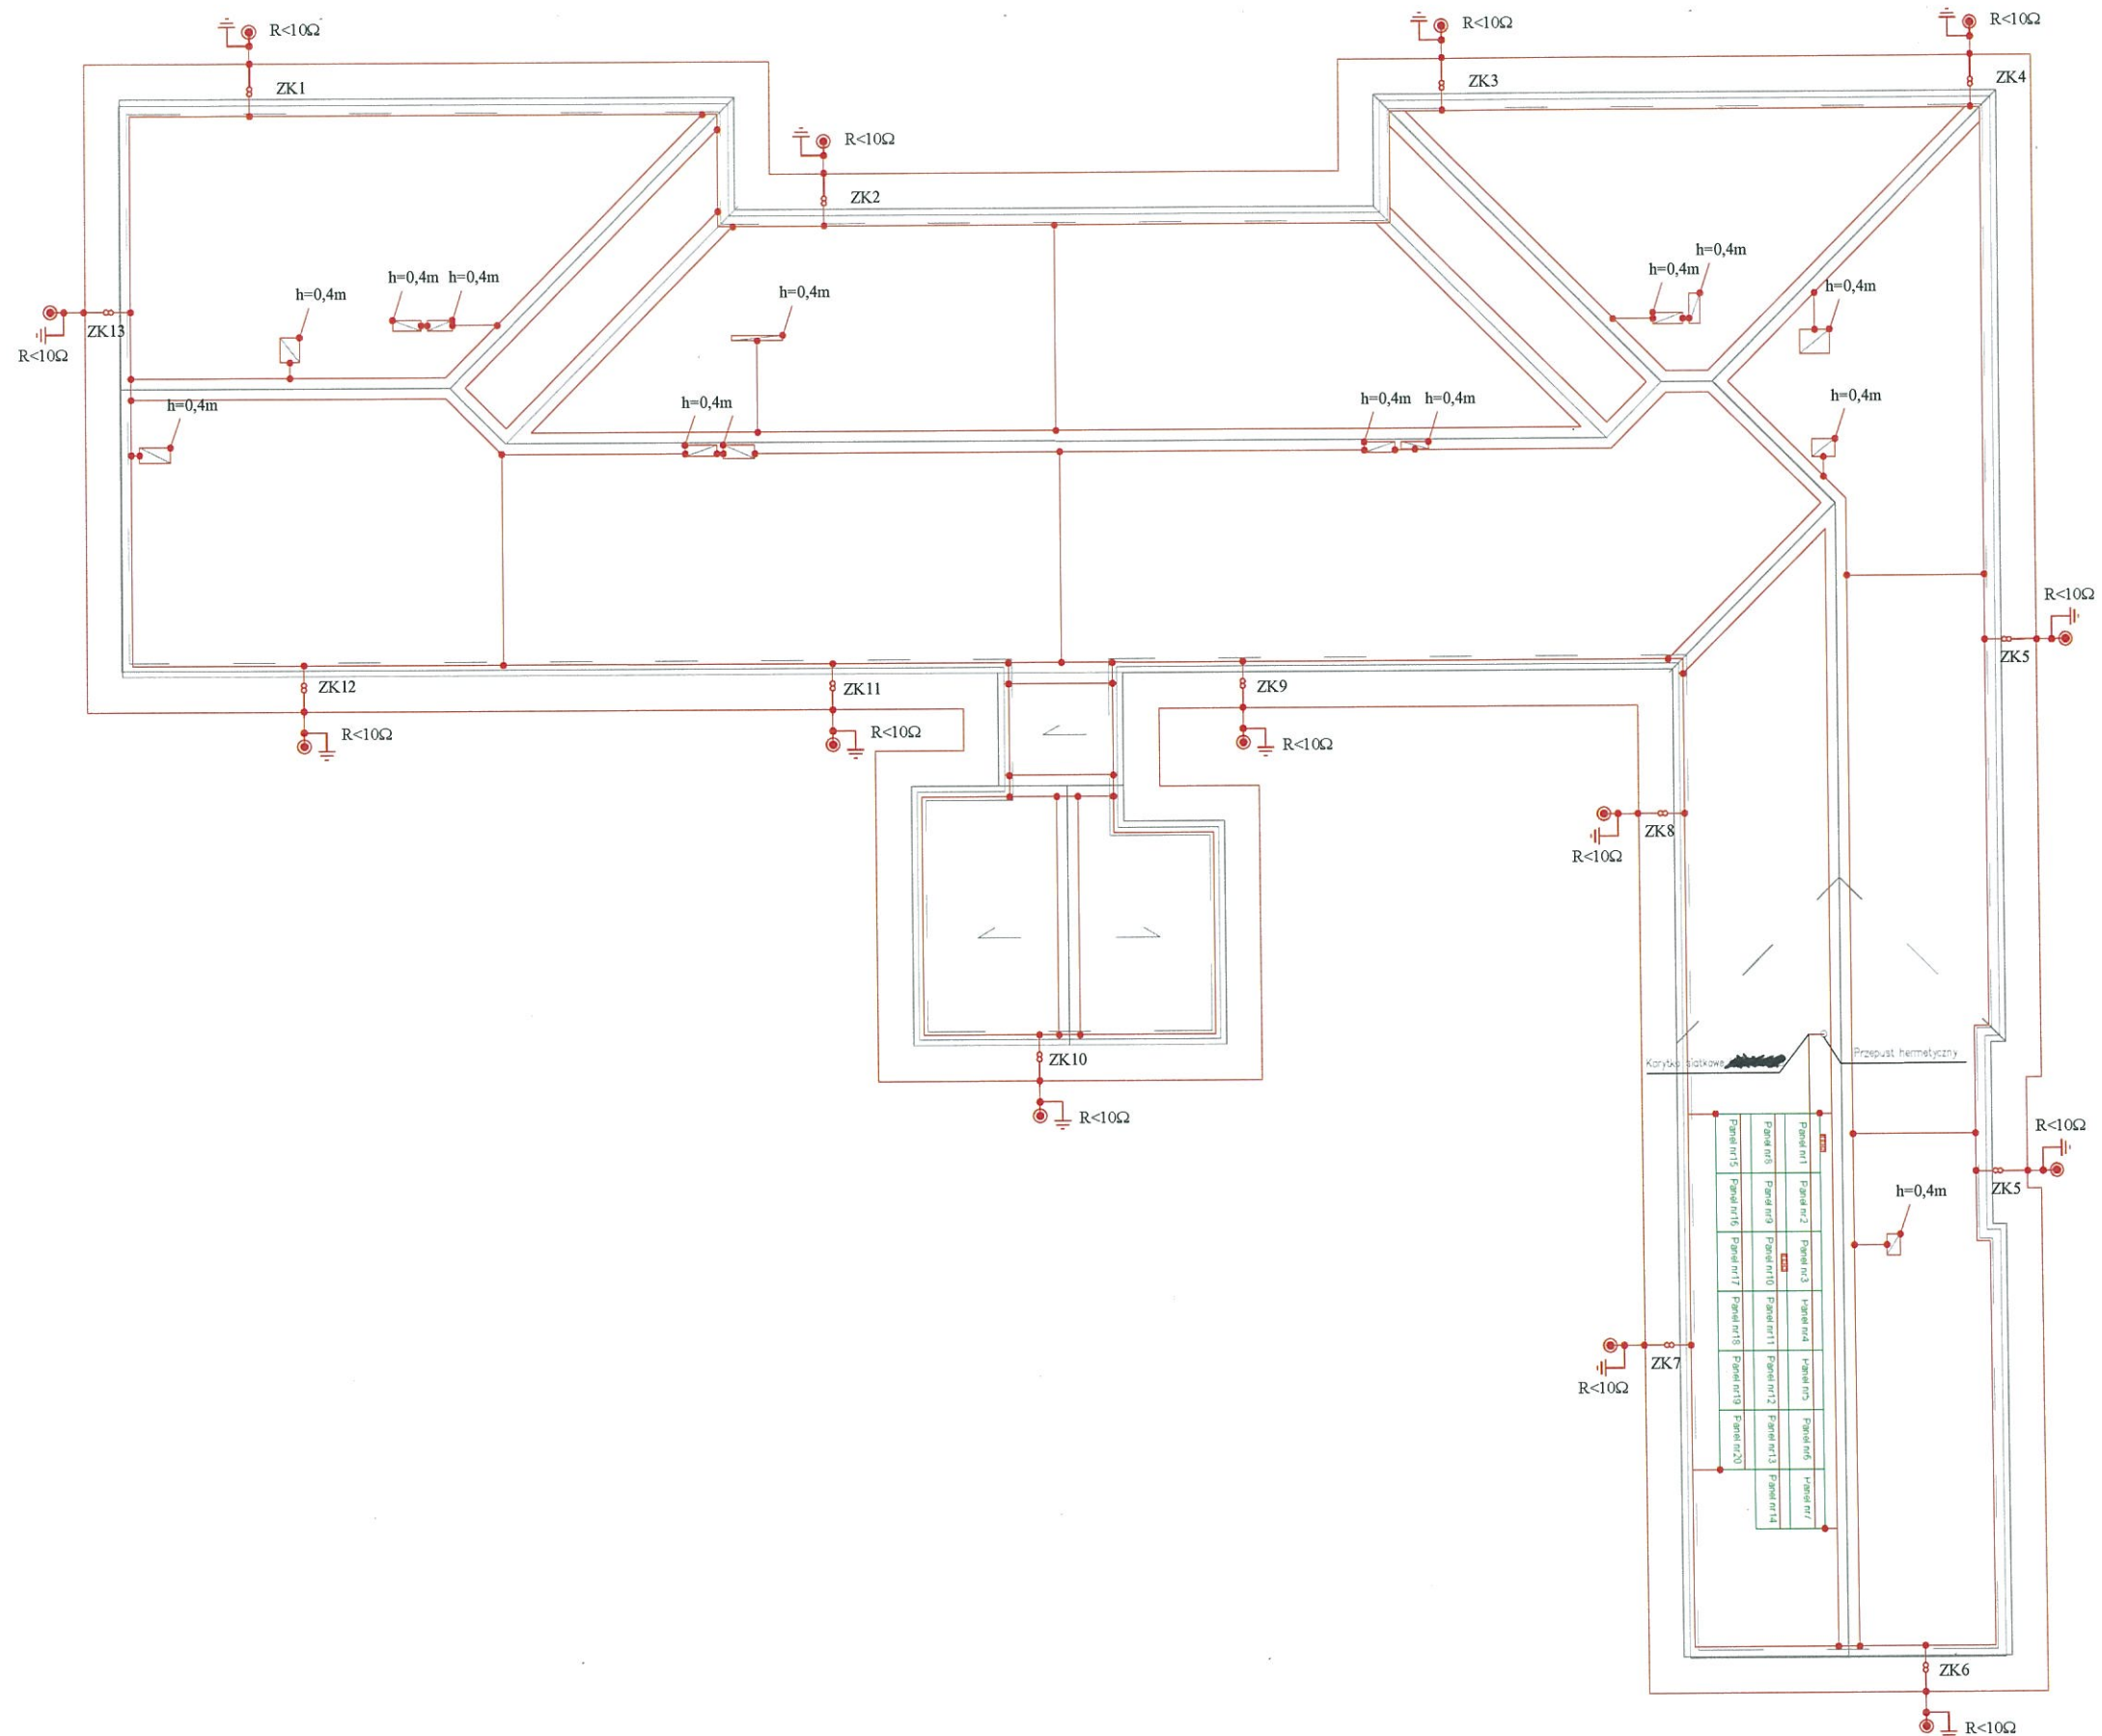 R<10Ω
R<10Ω
R<10Ω
ZK1
ZK3
ZK4
R<10Ω
ZK2
h=0,4m
h=0,4m
h=0,4m
h=0,4m
h=0,4m
h=0,4m
h=0,4m
ZK13
R<10Ω
h=0,4m
h=0,4m
h=0,4m
h=0,4m
h=0,4m
R<10Ω
ZK5
ZK12
ZK11
ZK9
R<10Ω
R<10Ω
R<10Ω
ZK8
R<10Ω
ZK10
R<10Ω
Przepust hermetyczny
R<10Ω
ZK5
h=0,4m
Panel nr1
Panel nr2
Panel nr3
Panel nr4
Panel nr5
Panel nr6
Panel nr7
Panel nr8
Panel nr9
Panel nr10
Panel nr11
Panel nr12
Panel nr13
Panel nr14
Panel nr15
Panel nr16
Panel nr17
Panel nr18
Panel nr19
Panel nr20
ZK7
R<10Ω
ZK6
R<10Ω